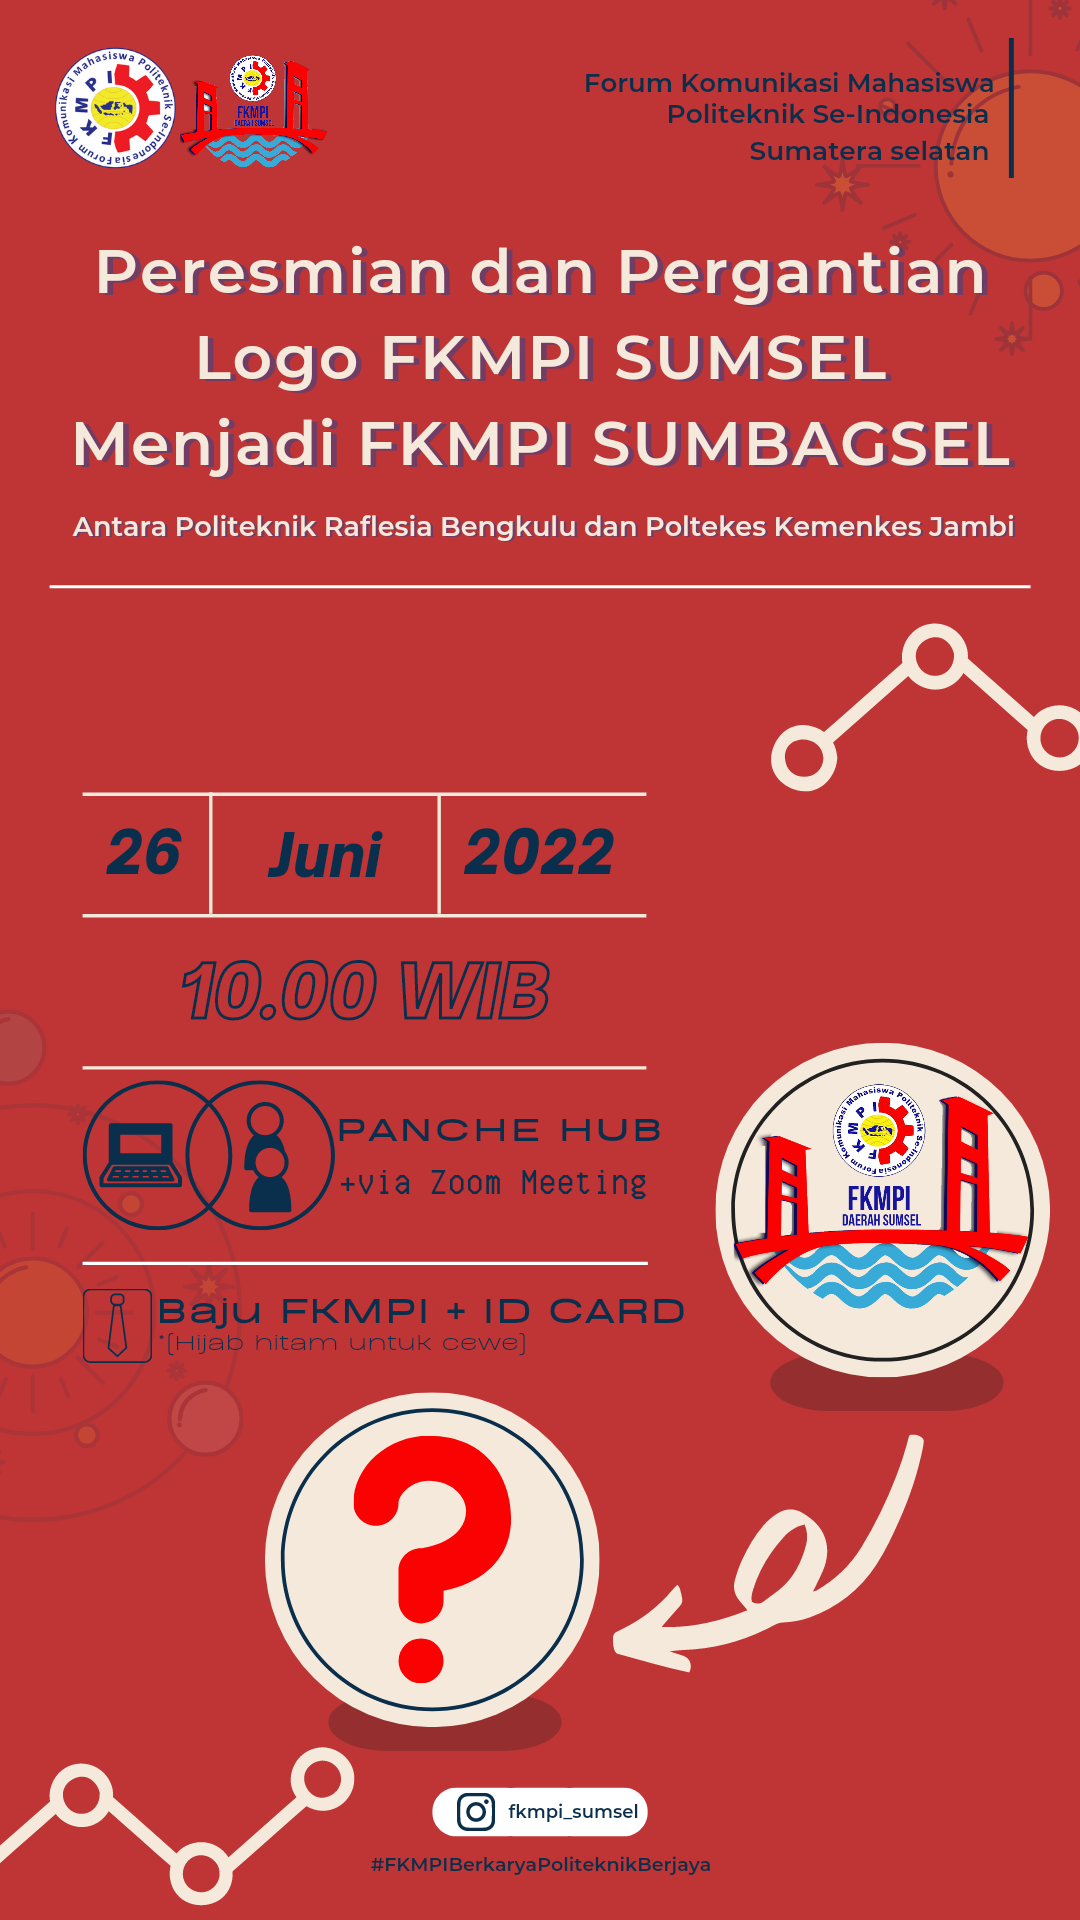 Forum Komunikasi Mahasiswa Politeknik Se-Indonesia
F K M P I
FKMPI
DAERAH SUMSEL
Forum Komunikasi Mahasiswa
Politeknik Se-Indonesia
Sumatera selatan
Peresmian dan Pergantian
Logo FKMPI SUMSEL
Menjadi FKMPI SUMBAGSEL
Antara Politeknik Raflesia Bengkulu dan Poltekes Kemenkes Jambi
26 Juni 2022
10.00 WIB
PANCHE HUB
+via Zoom Meeting
Baju FKMPI + ID CARD
*(Hijab hitam untuk cewe)
Forum Komunikasi Mahasiswa Politeknik Se-Indonesia
F K M P I
FKMPI
DAERAH SUMSEL
?
fkmpi_sumsel
#FKMPIBerkaryaPoliteknikBerjaya